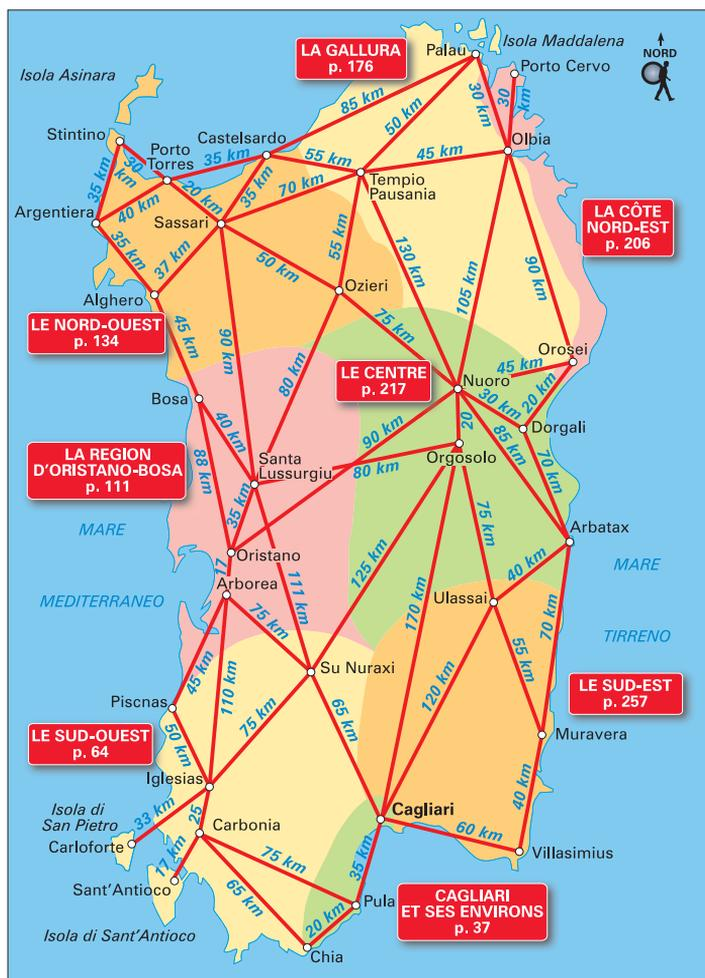 LA GALLURA
p. 176
Palau
Isola Maddalena
Porto Cervo
NORD
Isola Asinara
85 km
50 km
30 km
30 km
Stintino
Porto
Torres
Castelsardo
35 km
55 km
45 km
Olbia
30 km
20 km
35 km
70 km
Tempio
Pausania
35 km
40 km
Argentiera
Sassari
LA CÔTE
NORD-EST
p. 206
35 km
37 km
50 km
55 km
130 km
105 km
90 km
Alghero
Ozieri
LE NORD-OUEST
p. 134
45 km
90 km
80 km
75 km
Orosei
45 km
LE CENTRE
p. 217
Nuoro
20 km
30 km
Bosa
40 km
90 km
20
85 km
Dorgali
LA REGION
D'ORISTANO-BOSA
p. 111
88 km
Santa
Lussurgiu
80 km
Orgosolo
70 km
35 km
75 km
MARE
Oristano
Arbatax
17
125 km
MARE
Arborea
111 km
170 km
40 km
MEDITERRANEO
Ulassai
75 km
70 km
TIRRENO
45 km
110 km
55 km
Su Nuraxi
120 km
LE SUD-EST
p. 257
Piscnas
75 km
65 km
LE SUD-OUEST
p. 64
50 km
Muravera
Iglesias
40 km
Isola di
San Pietro
33 km
25
Cagliari
Carloforte
Carbonia
60 km
Villasimius
17 km
75 km
35 km
Sant'Antioco
65 km
Pula
CAGLIARI
ET SES ENVIRONS
p. 37
20 km
Isola di Sant'Antioco
Chia